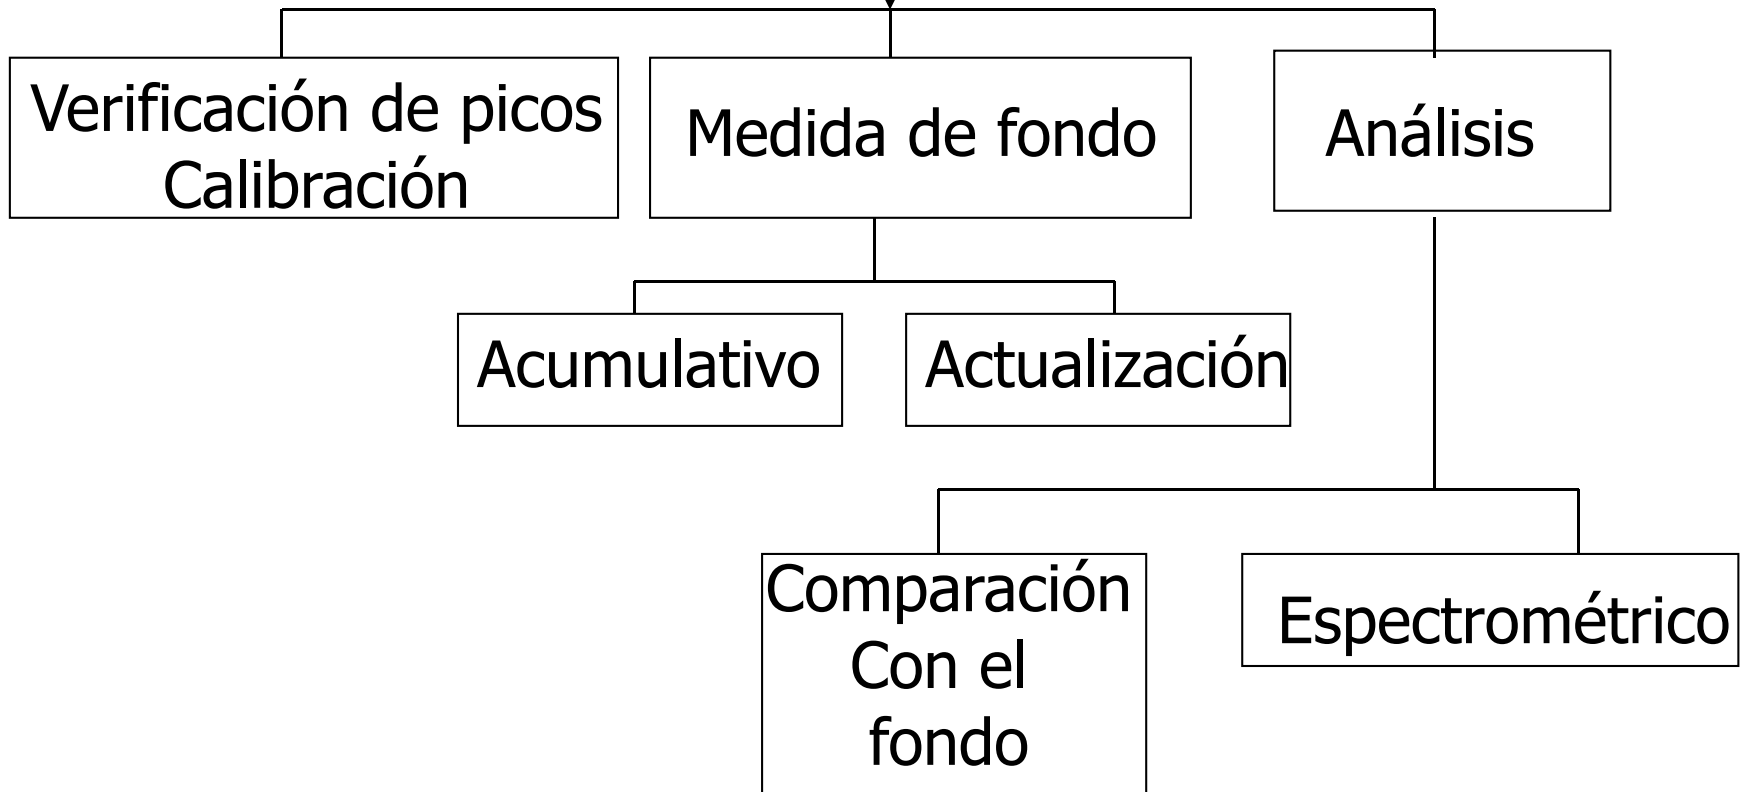 Verificación de picos
Calibración
Medida de fondo
Análisis
Acumulativo
Actualización
Comparación
Con el
fondo
Espectrométrico